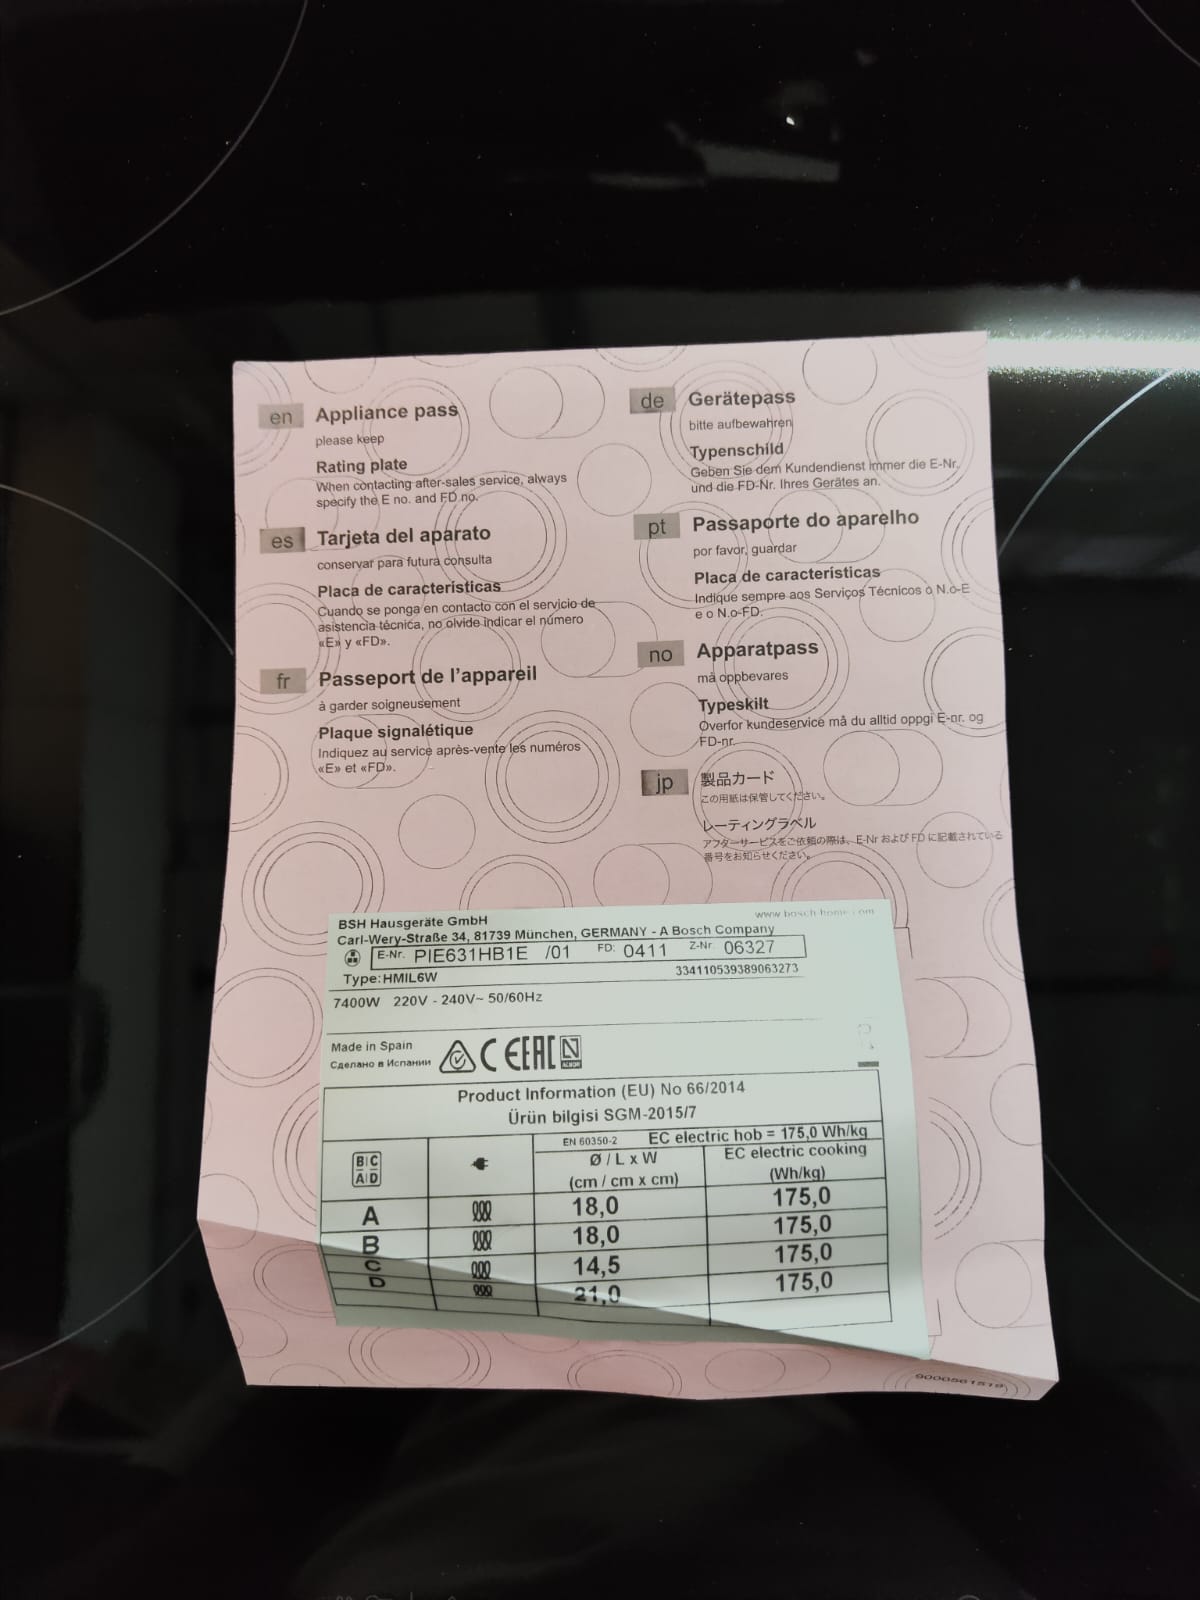 en Appliance pass
please keep
Rating plate
When contacting after-sales service, always
specify the E no. and FD no.
es Tarjeta del aparato
conservar para futura consulta
Placa de características
Cuando se ponga en contacto con el servicio de
asistencia técnica, no olvide indicar el número
«E» y «FD».
fr Passeport de l'appareil
à garder soigneusement
Plaque signalétique
Indiquez au service après-vente les numéros
«E» et «FD».
de Gerätepass
bitte aufbewahren
Typenschild
Geben Sie dem Kundendienst immer die E-Nr.
und die FD-Nr. Ihres Gerätes an.
pt Passaporte do aparelho
por favor, guardar
Placa de características
Indique sempre aos Serviços Técnicos o N.o-E
e o N.o-FD.
no Apparatpass
må oppbevares
Typeskilt
Overfor kundeservice må du alltid oppgi E-nr. og
FD-nr.
jp 製品カード
この用紙は保管してください。
レーティングラベル
アフターサービスをご依頼の際は、E-Nr および FD に記載されている
番号をお知らせください。
BSH Hausgeräte GmbH www.bosch-home.com
Carl-Wery-Straße 34, 81739 München, GERMANY - A Bosch Company
E-Nr. PIE631HB1E /01 FD: 0411 Z-Nr 06327
Type:HMIL6W 334110539389063273
7400W 220V - 240V~ 50/60Hz
Made in Spain
Сделано в Испании
CE EAC N
Product Information (EU) No 66/2014
Ürün bilgisi SGM-2015/7
EN 60350-2 EC electric hob = 175,0 Wh/kg
B C
A D
Ø / L x W
(cm / cm x cm)
EC electric cooking
(Wh/kg)
A 18,0 175,0
B 18,0 175,0
C 14,5 175,0
D 21,0 175,0
9000561519